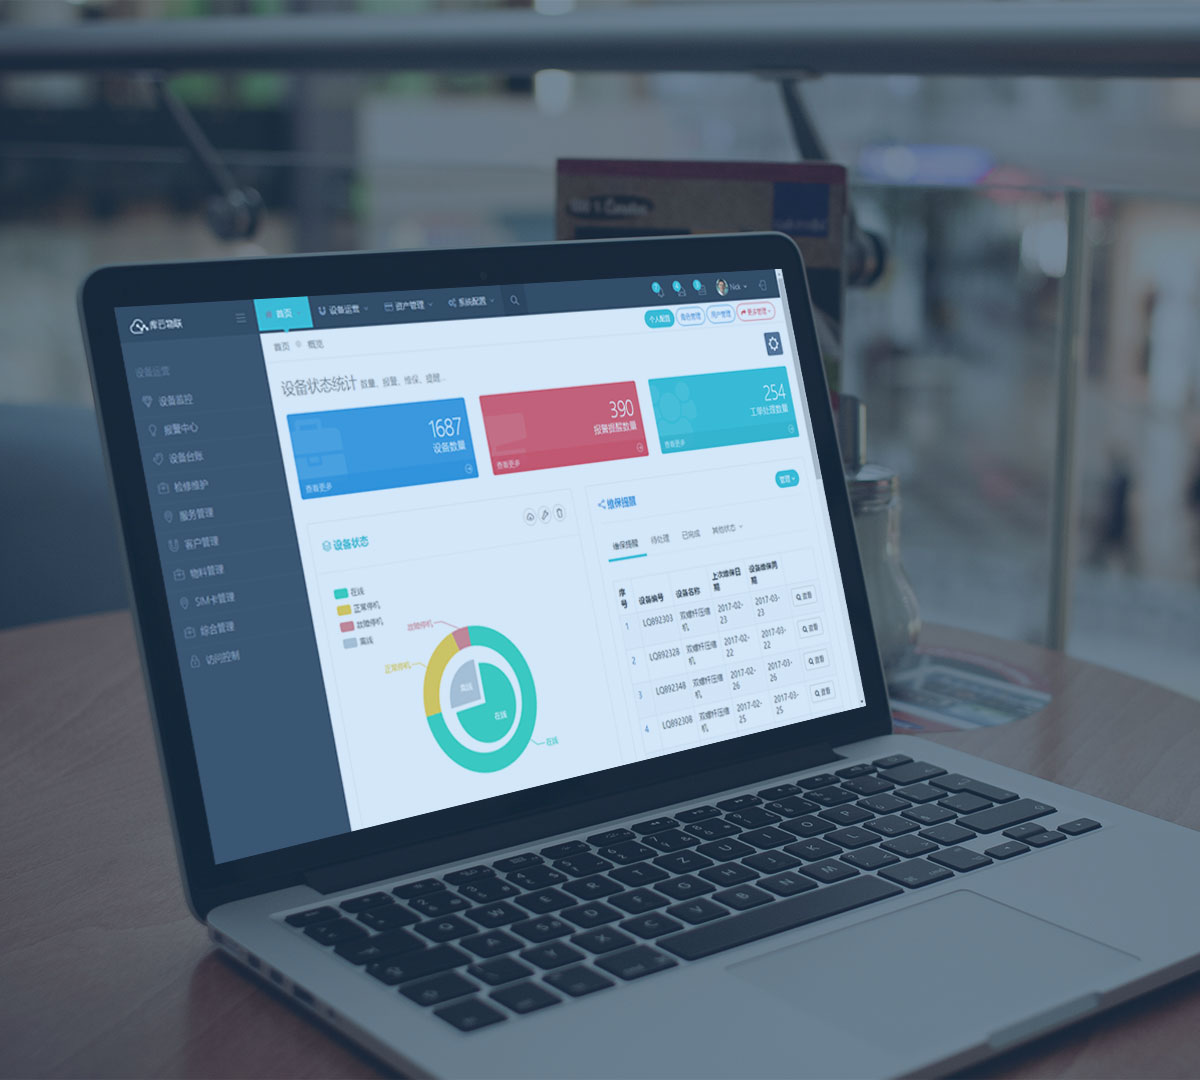 库云物联
首页
设备运营
资产管理
系统配置
Nick
个人配置
角色管理
用户管理
更多管理
首页
概览
设备运营
设备监控
报警中心
设备台账
检修维护
服务管理
客户管理
物料管理
SIM卡管理
综合管理
访问控制
设备状态统计 数量、报警、维保、提醒...
1687
设备数量
查看更多
390
报警提醒数量
查看更多
254
工单处理数量
查看更多
设备状态
在线
正常停机
故障停机
离线
故障停机
正常停机
离线
在线
在线
维保提醒
管理
维保提醒 待处理 已完成 其他状态
序号 设备编号 设备名称 上次维保日期 设备维保周期
1 LQ892303 双螺杆压缩机 2017-02-23 2017-03-23 查看
2 LQ892328 双螺杆压缩机 2017-02-22 2017-03-22 查看
3 LQ892348 双螺杆压缩机 2017-02-26 2017-03-26 查看
4 LQ892308 双螺杆压缩机 2017-02-25 2017-03-25 查看